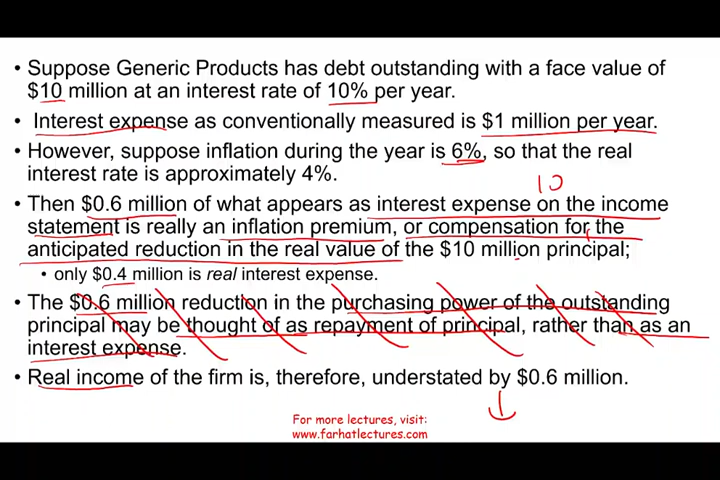 • Suppose Generic Products has debt outstanding with a face value of
$10 million at an interest rate of 10% per year.
• Interest expense as conventionally measured is $1 million per year.
• However, suppose inflation during the year is 6%, so that the real
interest rate is approximately 4%.
10
• Then $0.6 million of what appears as interest expense on the income
statement is really an inflation premium, or compensation for the
anticipated reduction in the real value of the $10 million principal;
• only $0.4 million is real interest expense.
• The $0.6 million reduction in the purchasing power of the outstanding
principal may be thought of as repayment of principal, rather than as an
interest expense.
• Real income of the firm is, therefore, understated by $0.6 million.
For more lectures, visit:
www.farhatlectures.com